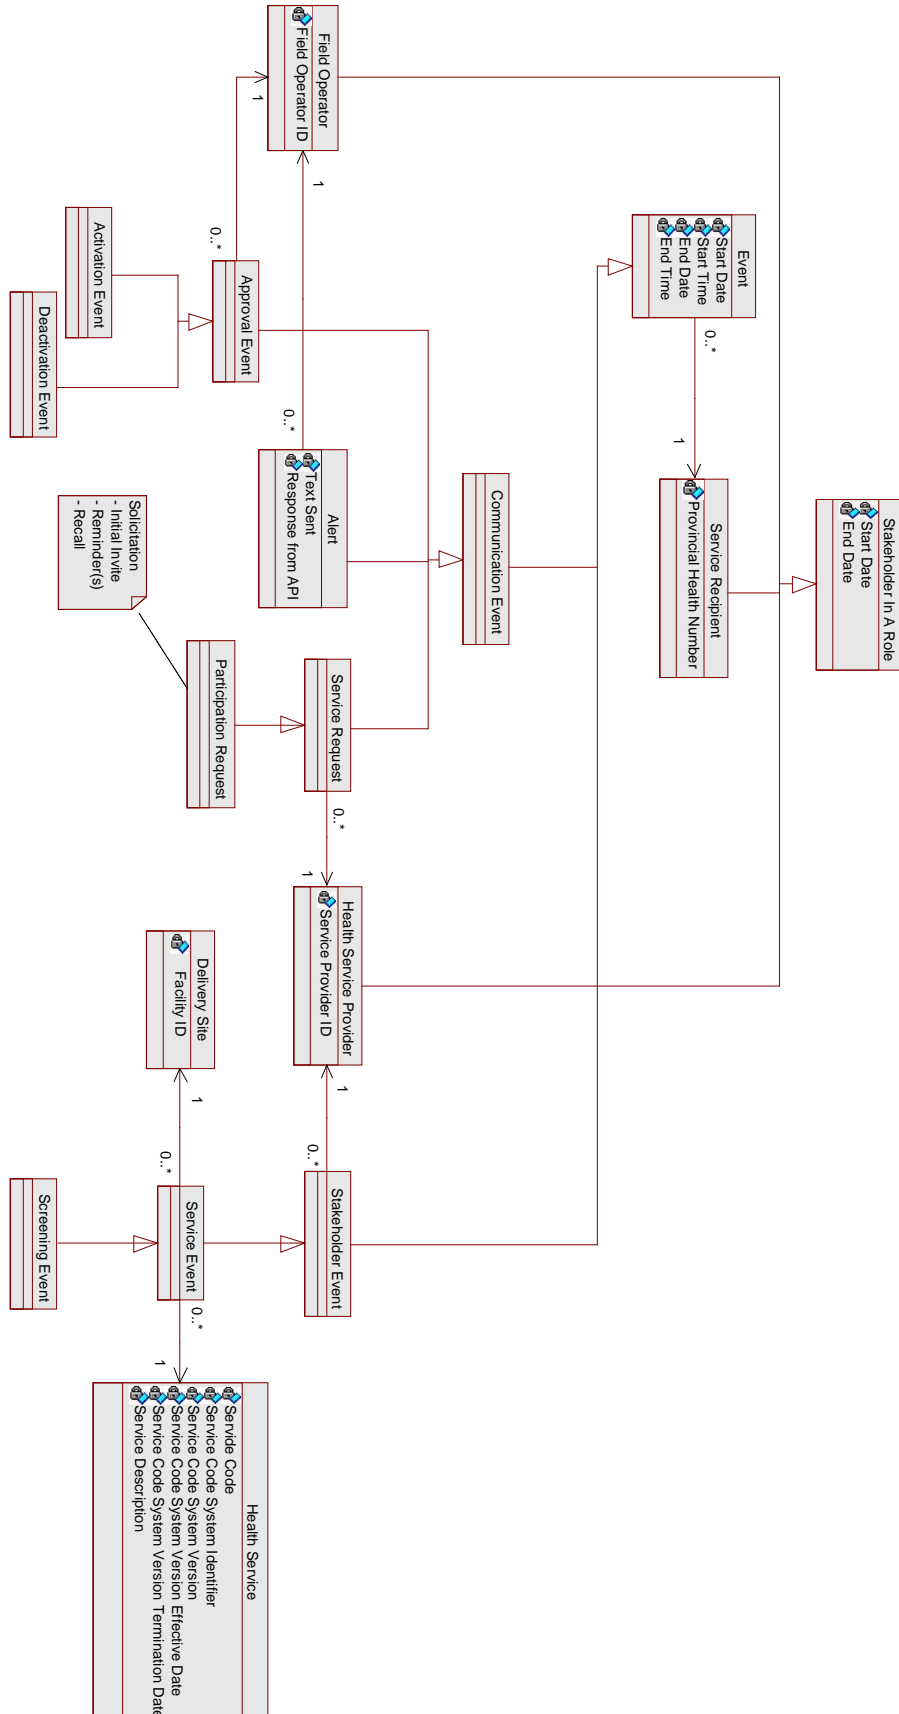 Stakeholder In A Role
Start Date
End Date
Event
Start Date
Start Time
End Date
End Time
0..*
1
Service Recipient
Provincial Health Number
Field Operator
Field Operator ID
1
1
0..*
Approval Event
0..*
Alert
Text Sent
Response from API
Communication Event
Activation Event
Deactivation Event
Solicitation
- Initial Invite
- Reminder(s)
- Recall
Participation Request
Service Request
0..*
1
Health Service Provider
Service Provider ID
1
0..*
Stakeholder Event
Delivery Site
Facility ID
1
0..*
Service Event
0..*
1
Screening Event
Health Service
Servide Code
Service Code System Identifier
Service Code System Version
Service Code System Version Effective Date
Service Code System Version Termination Date
Service Description